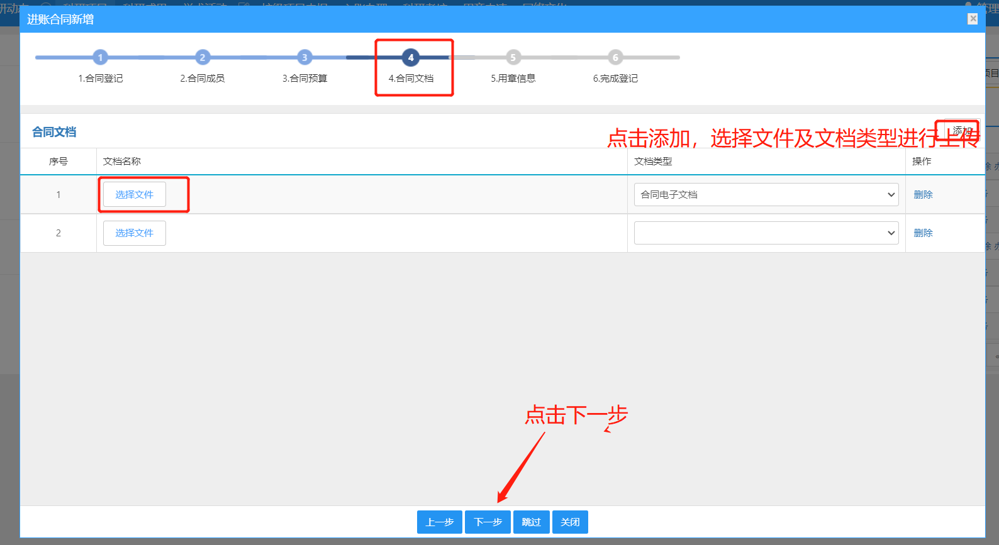 进账合同新增
1
2
3
4
5
6
1.合同登记
2.合同成员
3.合同预算
4.合同文档
5.用章信息
6.完成登记
合同文档
添加
点击添加，选择文件及文档类型进行上传
序号 文档名称 文档类型 操作
1 选择文件 合同电子文档 删除
2 选择文件 删除
点击下一步
上一步 下一步 跳过 关闭